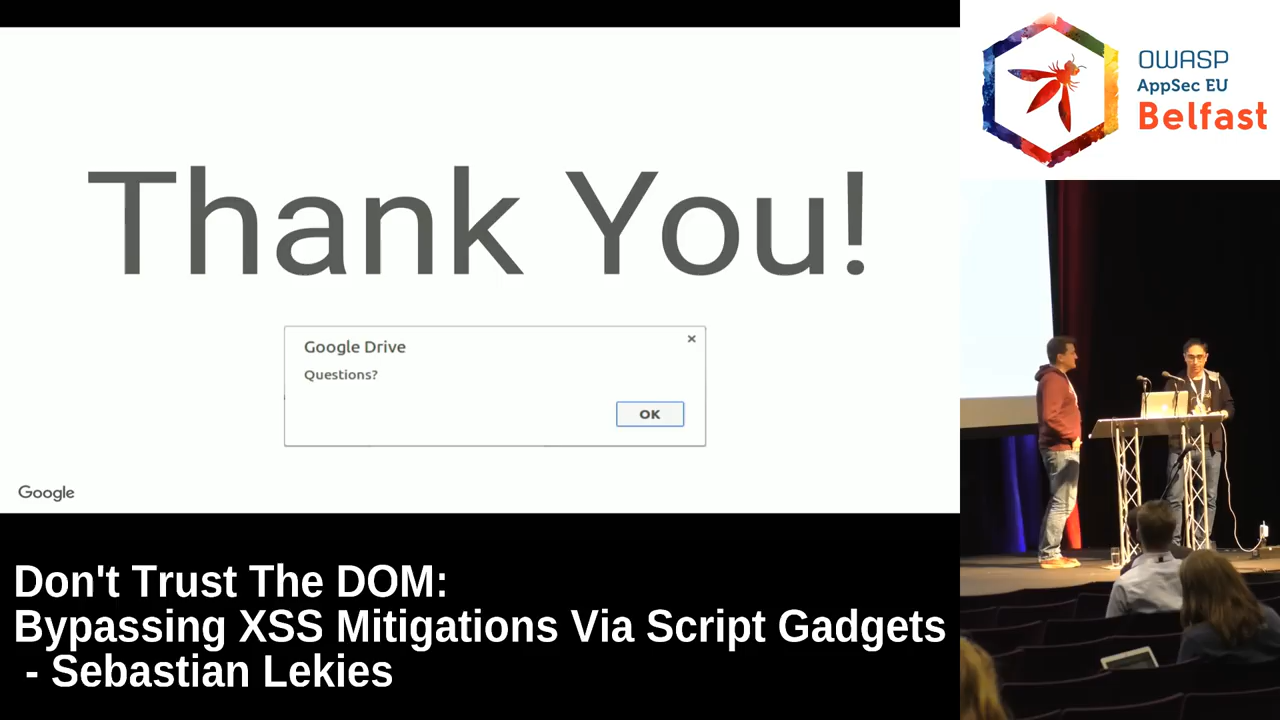 Thank You!
Google Drive
×
Questions?
OK
Google
OWASP
AppSec EU
Belfast
Don't Trust The DOM:
Bypassing XSS Mitigations Via Script Gadgets
- Sebastian Lekies